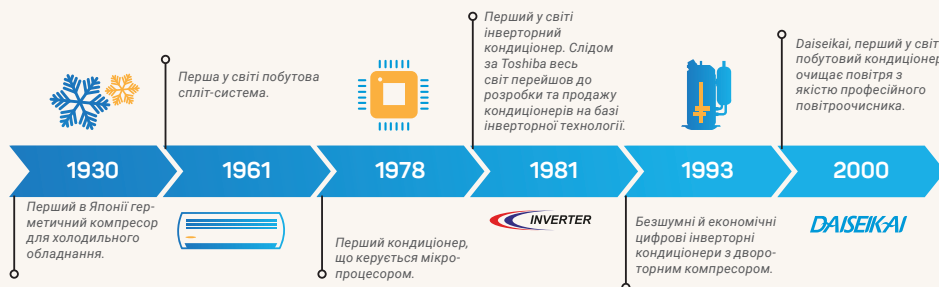 Перший у світі
інверторний
кондиціонер. Слідом
за Toshiba весь
світ перейшов до
розробки та продажу
кондиціонерів на базі
інверторної технології.
Daiseikai, перший у світі
побутовий кондиціонер
очищає повітря з
якістю професійного
повітроочисника.
Перша у світі побутова
спліт-система.
1930
1961
1978
1981
1993
2000
Перший в Японії гер-
метичний компресор
для холодильного
обладнання.
Перший кондиціонер,
що керується мікро-
процесором.
INVERTER
Безшумні й економічні
цифрові інверторні
кондиціонери з дворо-
торним компресором.
DAISEIKAI